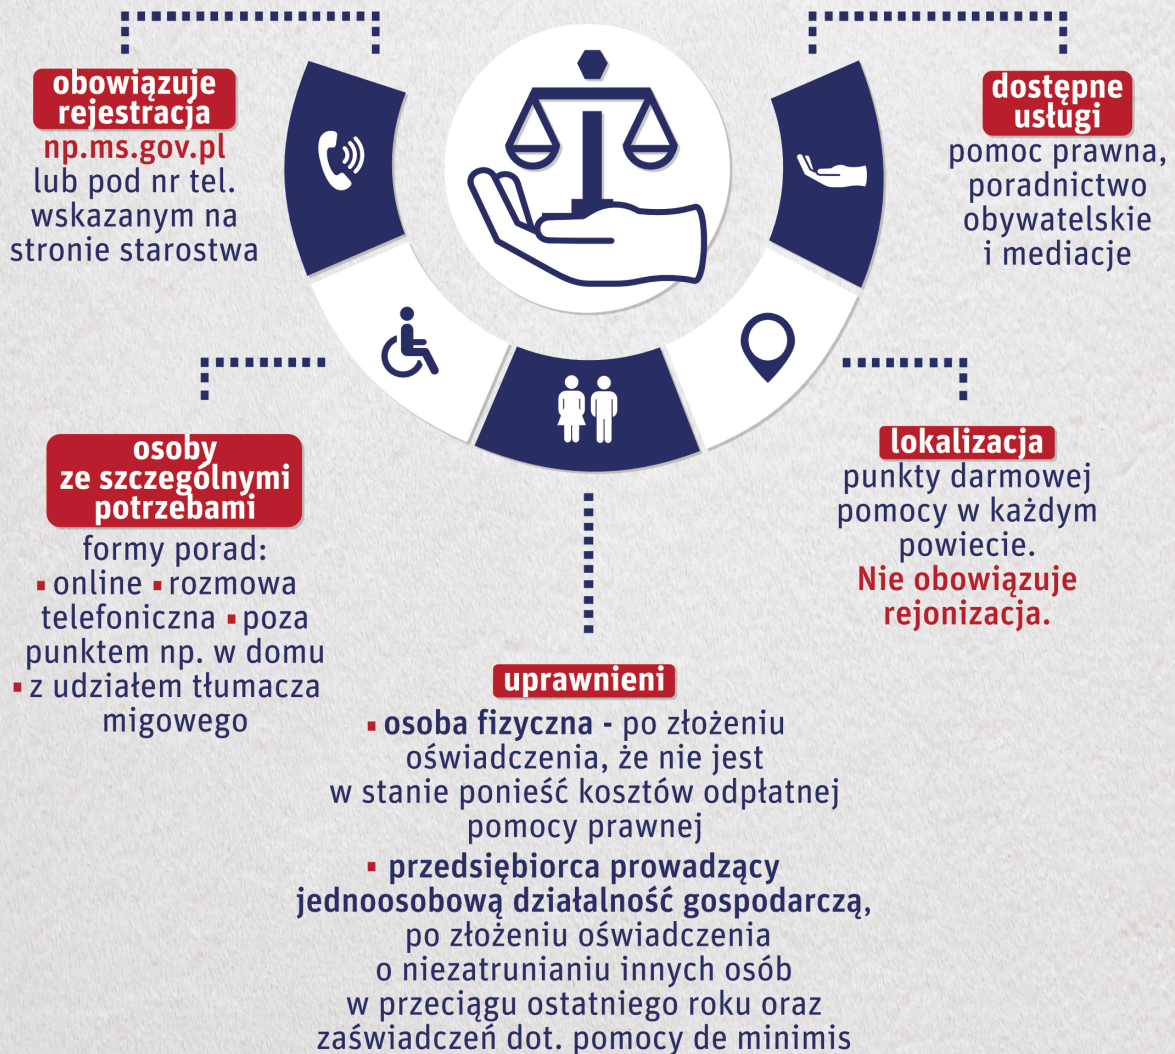 obowiązuje
rejestracja
np.ms.gov.pl
lub pod nr tel.
wskazanym na
stronie starostwa
dostępne
usługi
pomoc prawna,
poradnictwo
obywatelskie
i mediacje
osoby
ze szczególnymi
potrzebami
formy porad:
▪ online ▪ rozmowa
telefoniczna ▪ poza
punktem np. w domu
▪ z udziałem tłumacza
migowego
lokalizacja
punkty darmowej
pomocy w każdym
powiecie.
Nie obowiązuje
rejonizacja.
uprawnieni
▪ osoba fizyczna - po złożeniu
oświadczenia, że nie jest
w stanie ponieść kosztów odpłatnej
pomocy prawnej
▪ przedsiębiorca prowadzący
jednoosobową działalność gospodarczą,
po złożeniu oświadczenia
o niezatrunianiu innych osób
w przeciągu ostatniego roku oraz
zaświadczeń dot. pomocy de minimis